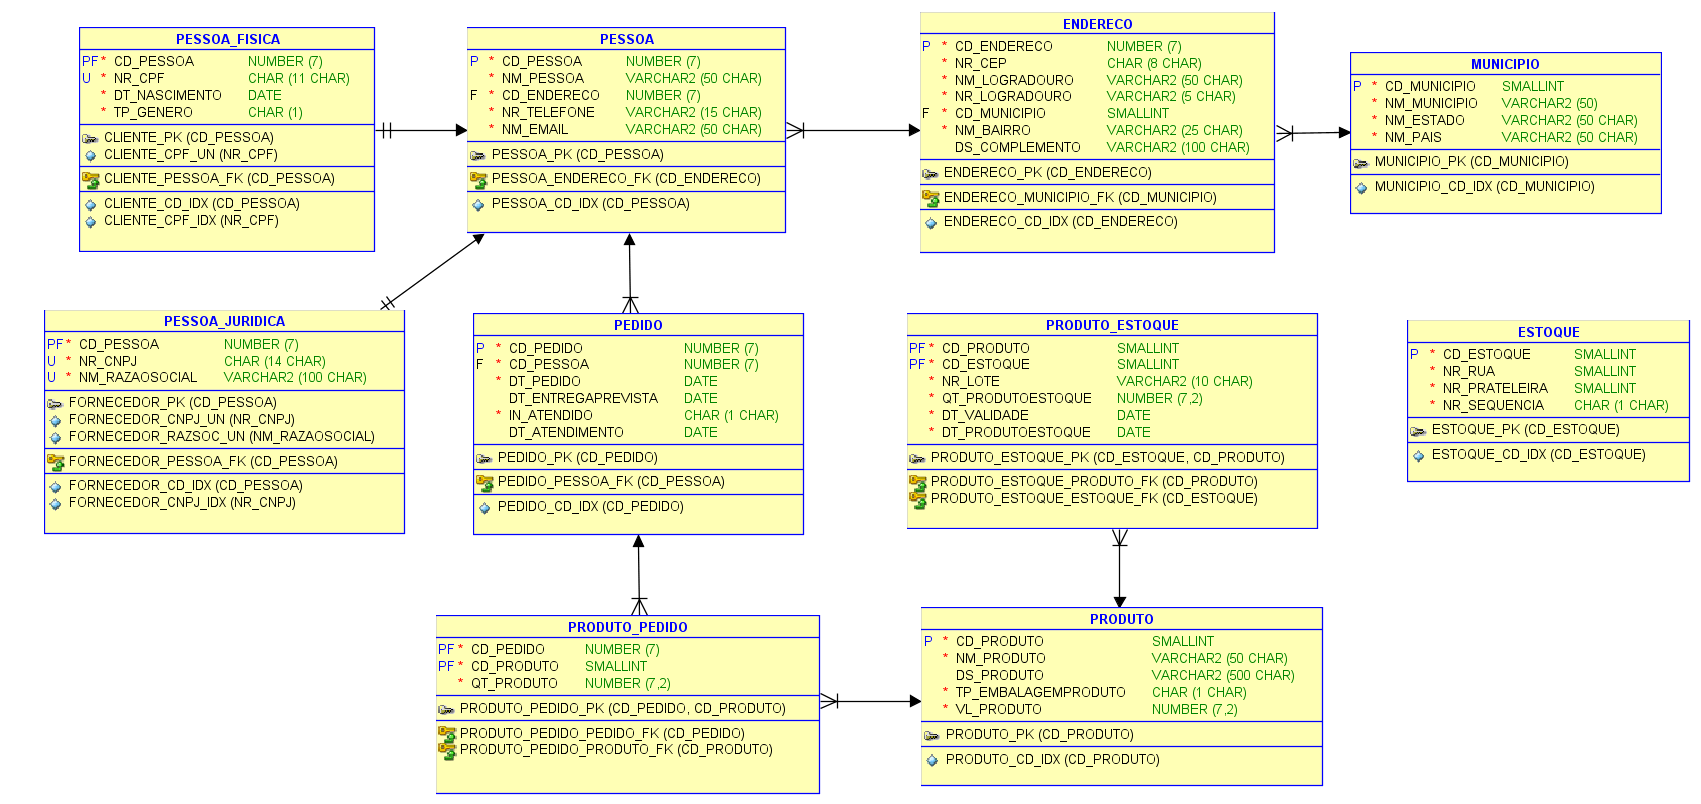 PESSOA_FISICA
PF * CD_PESSOA NUMBER (7)
U * NR_CPF CHAR (11 CHAR)
* DT_NASCIMENTO DATE
* TP_GENERO CHAR (1)
CLIENTE_PK (CD_PESSOA)
CLIENTE_CPF_UN (NR_CPF)
CLIENTE_PESSOA_FK (CD_PESSOA)
CLIENTE_CD_IDX (CD_PESSOA)
CLIENTE_CPF_IDX (NR_CPF)
PESSOA
P * CD_PESSOA NUMBER (7)
* NM_PESSOA VARCHAR2 (50 CHAR)
F * CD_ENDERECO NUMBER (7)
* NR_TELEFONE VARCHAR2 (15 CHAR)
* NM_EMAIL VARCHAR2 (50 CHAR)
PESSOA_PK (CD_PESSOA)
PESSOA_ENDERECO_FK (CD_ENDERECO)
PESSOA_CD_IDX (CD_PESSOA)
ENDERECO
P * CD_ENDERECO NUMBER (7)
* NR_CEP CHAR (8 CHAR)
* NM_LOGRADOURO VARCHAR2 (50 CHAR)
* NR_LOGRADOURO VARCHAR2 (5 CHAR)
F * CD_MUNICIPIO SMALLINT
* NM_BAIRRO VARCHAR2 (25 CHAR)
DS_COMPLEMENTO VARCHAR2 (100 CHAR)
ENDERECO_PK (CD_ENDERECO)
ENDERECO_MUNICIPIO_FK (CD_MUNICIPIO)
ENDERECO_CD_IDX (CD_ENDERECO)
MUNICIPIO
P * CD_MUNICIPIO SMALLINT
* NM_MUNICIPIO VARCHAR2 (50)
* NM_ESTADO VARCHAR2 (50 CHAR)
* NM_PAIS VARCHAR2 (50 CHAR)
MUNICIPIO_PK (CD_MUNICIPIO)
MUNICIPIO_CD_IDX (CD_MUNICIPIO)
PESSOA_JURIDICA
PF * CD_PESSOA NUMBER (7)
U * NR_CNPJ CHAR (14 CHAR)
U * NM_RAZAOSOCIAL VARCHAR2 (100 CHAR)
FORNECEDOR_PK (CD_PESSOA)
FORNECEDOR_CNPJ_UN (NR_CNPJ)
FORNECEDOR_RAZSOC_UN (NM_RAZAOSOCIAL)
FORNECEDOR_PESSOA_FK (CD_PESSOA)
FORNECEDOR_CD_IDX (CD_PESSOA)
FORNECEDOR_CNPJ_IDX (NR_CNPJ)
PEDIDO
P * CD_PEDIDO NUMBER (7)
F * CD_PESSOA NUMBER (7)
* DT_PEDIDO DATE
DT_ENTREGAPREVISTA DATE
* IN_ATENDIDO CHAR (1 CHAR)
DT_ATENDIMENTO DATE
PEDIDO_PK (CD_PEDIDO)
PEDIDO_PESSOA_FK (CD_PESSOA)
PEDIDO_CD_IDX (CD_PEDIDO)
PRODUTO_ESTOQUE
PF * CD_PRODUTO SMALLINT
PF * CD_ESTOQUE SMALLINT
* NR_LOTE VARCHAR2 (10 CHAR)
* QT_PRODUTOESTOQUE NUMBER (7,2)
* DT_VALIDADE DATE
* DT_PRODUTOESTOQUE DATE
PRODUTO_ESTOQUE_PK (CD_ESTOQUE, CD_PRODUTO)
PRODUTO_ESTOQUE_PRODUTO_FK (CD_PRODUTO)
PRODUTO_ESTOQUE_ESTOQUE_FK (CD_ESTOQUE)
ESTOQUE
P * CD_ESTOQUE SMALLINT
* NR_RUA SMALLINT
* NR_PRATELEIRA SMALLINT
* NR_SEQUENCIA CHAR (1 CHAR)
ESTOQUE_PK (CD_ESTOQUE)
ESTOQUE_CD_IDX (CD_ESTOQUE)
PRODUTO_PEDIDO
PF * CD_PEDIDO NUMBER (7)
PF * CD_PRODUTO SMALLINT
* QT_PRODUTO NUMBER (7,2)
PRODUTO_PEDIDO_PK (CD_PEDIDO, CD_PRODUTO)
PRODUTO_PEDIDO_PEDIDO_FK (CD_PEDIDO)
PRODUTO_PEDIDO_PRODUTO_FK (CD_PRODUTO)
PRODUTO
P * CD_PRODUTO SMALLINT
* NM_PRODUTO VARCHAR2 (50 CHAR)
DS_PRODUTO VARCHAR2 (500 CHAR)
* TP_EMBALAGEMPRODUTO CHAR (1 CHAR)
* VL_PRODUTO NUMBER (7,2)
PRODUTO_PK (CD_PRODUTO)
PRODUTO_CD_IDX (CD_PRODUTO)